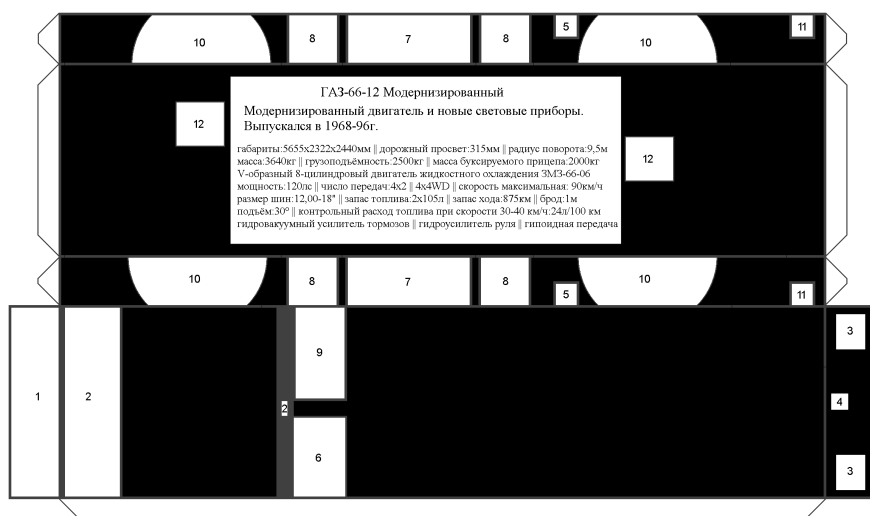 10
8
7
8
5
10
11
ГАЗ-66-12 Модернизированный
Модернизированный двигатель и новые световые приборы.
Выпускался в 1968-96г.
12
12
габариты:5655х2322х2440мм || дорожный просвет:315мм || радиус поворота:9,5м
масса:3640кг || грузоподъёмность:2500кг || масса буксируемого прицепа:2000кг
V-образный 8-цилиндровый двигатель жидкостного охлаждения ЗМЗ-66-06
мощность:120лс || число передач:4х2 || 4x4WD || скорость максимальная: 90км/ч
размер шин:12,00-18" || запас топлива:2х105л || запас хода:875км || брод:1м
подъём:30° || контрольный расход топлива при скорости 30-40 км/ч:24л/100 км
гидровакуумный усилитель тормозов || гидроусилитель руля || гипоидная передача
10
8
7
8
5
10
11
1
2
2
9
6
3
4
3